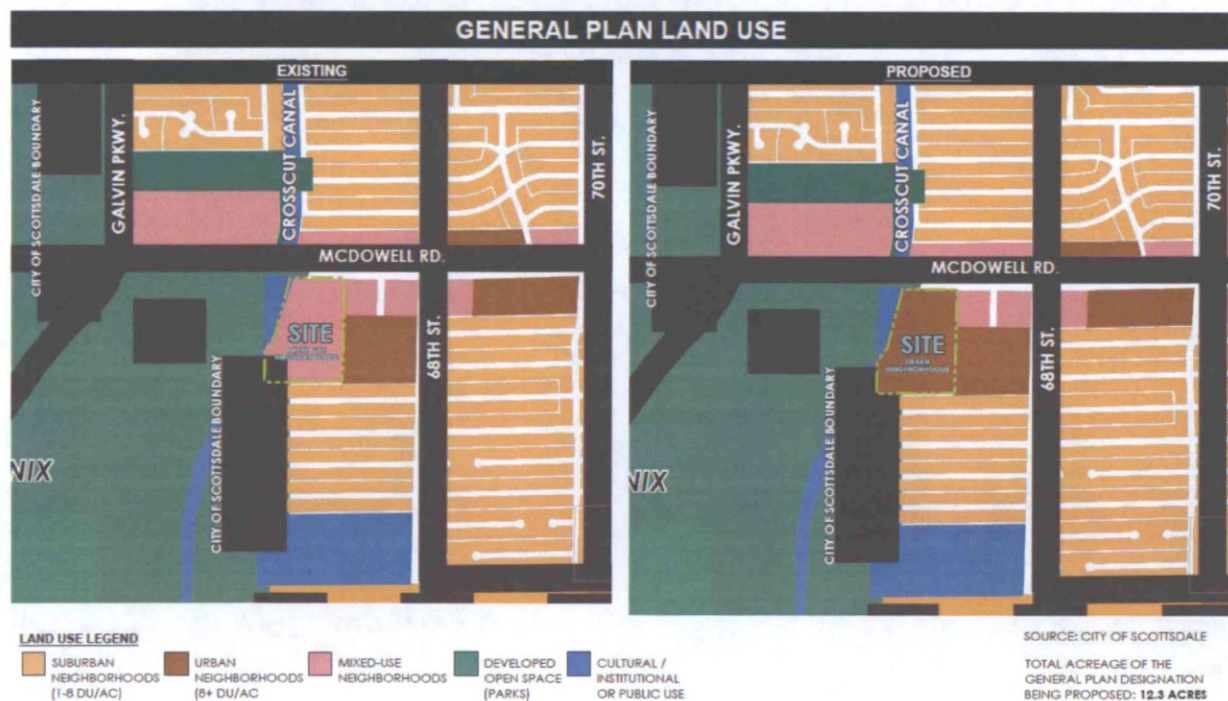 GENERAL PLAN LAND USE
EXISTING
CITY OF SCOTTSDALE BOUNDARY
GALVIN PKWY.
CROSSCUT CANAL
70TH ST.
MCDOWELL RD.
SITE
MIXED-USE
NEIGHBORHOODS
68TH ST.
CITY OF SCOTTSDALE BOUNDARY
NIX
PROPOSED
CITY OF SCOTTSDALE BOUNDARY
GALVIN PKWY.
CROSSCUT CANAL
70TH ST.
MCDOWELL RD.
SITE
URBAN
NEIGHBORHOODS
68TH ST.
CITY OF SCOTTSDALE BOUNDARY
NIX
LAND USE LEGEND
SUBURBAN
NEIGHBORHOODS
(1-8 DU/AC)
URBAN
NEIGHBORHOODS
(8+ DU/AC
MIXED-USE
NEIGHBORHOODS
DEVELOPED
OPEN SPACE
(PARKS)
CULTURAL /
INSTITUTIONAL
OR PUBLIC USE
SOURCE: CITY OF SCOTTSDALE
TOTAL ACREAGE OF THE
GENERAL PLAN DESIGNATION
BEING PROPOSED: 12.3 ACRES